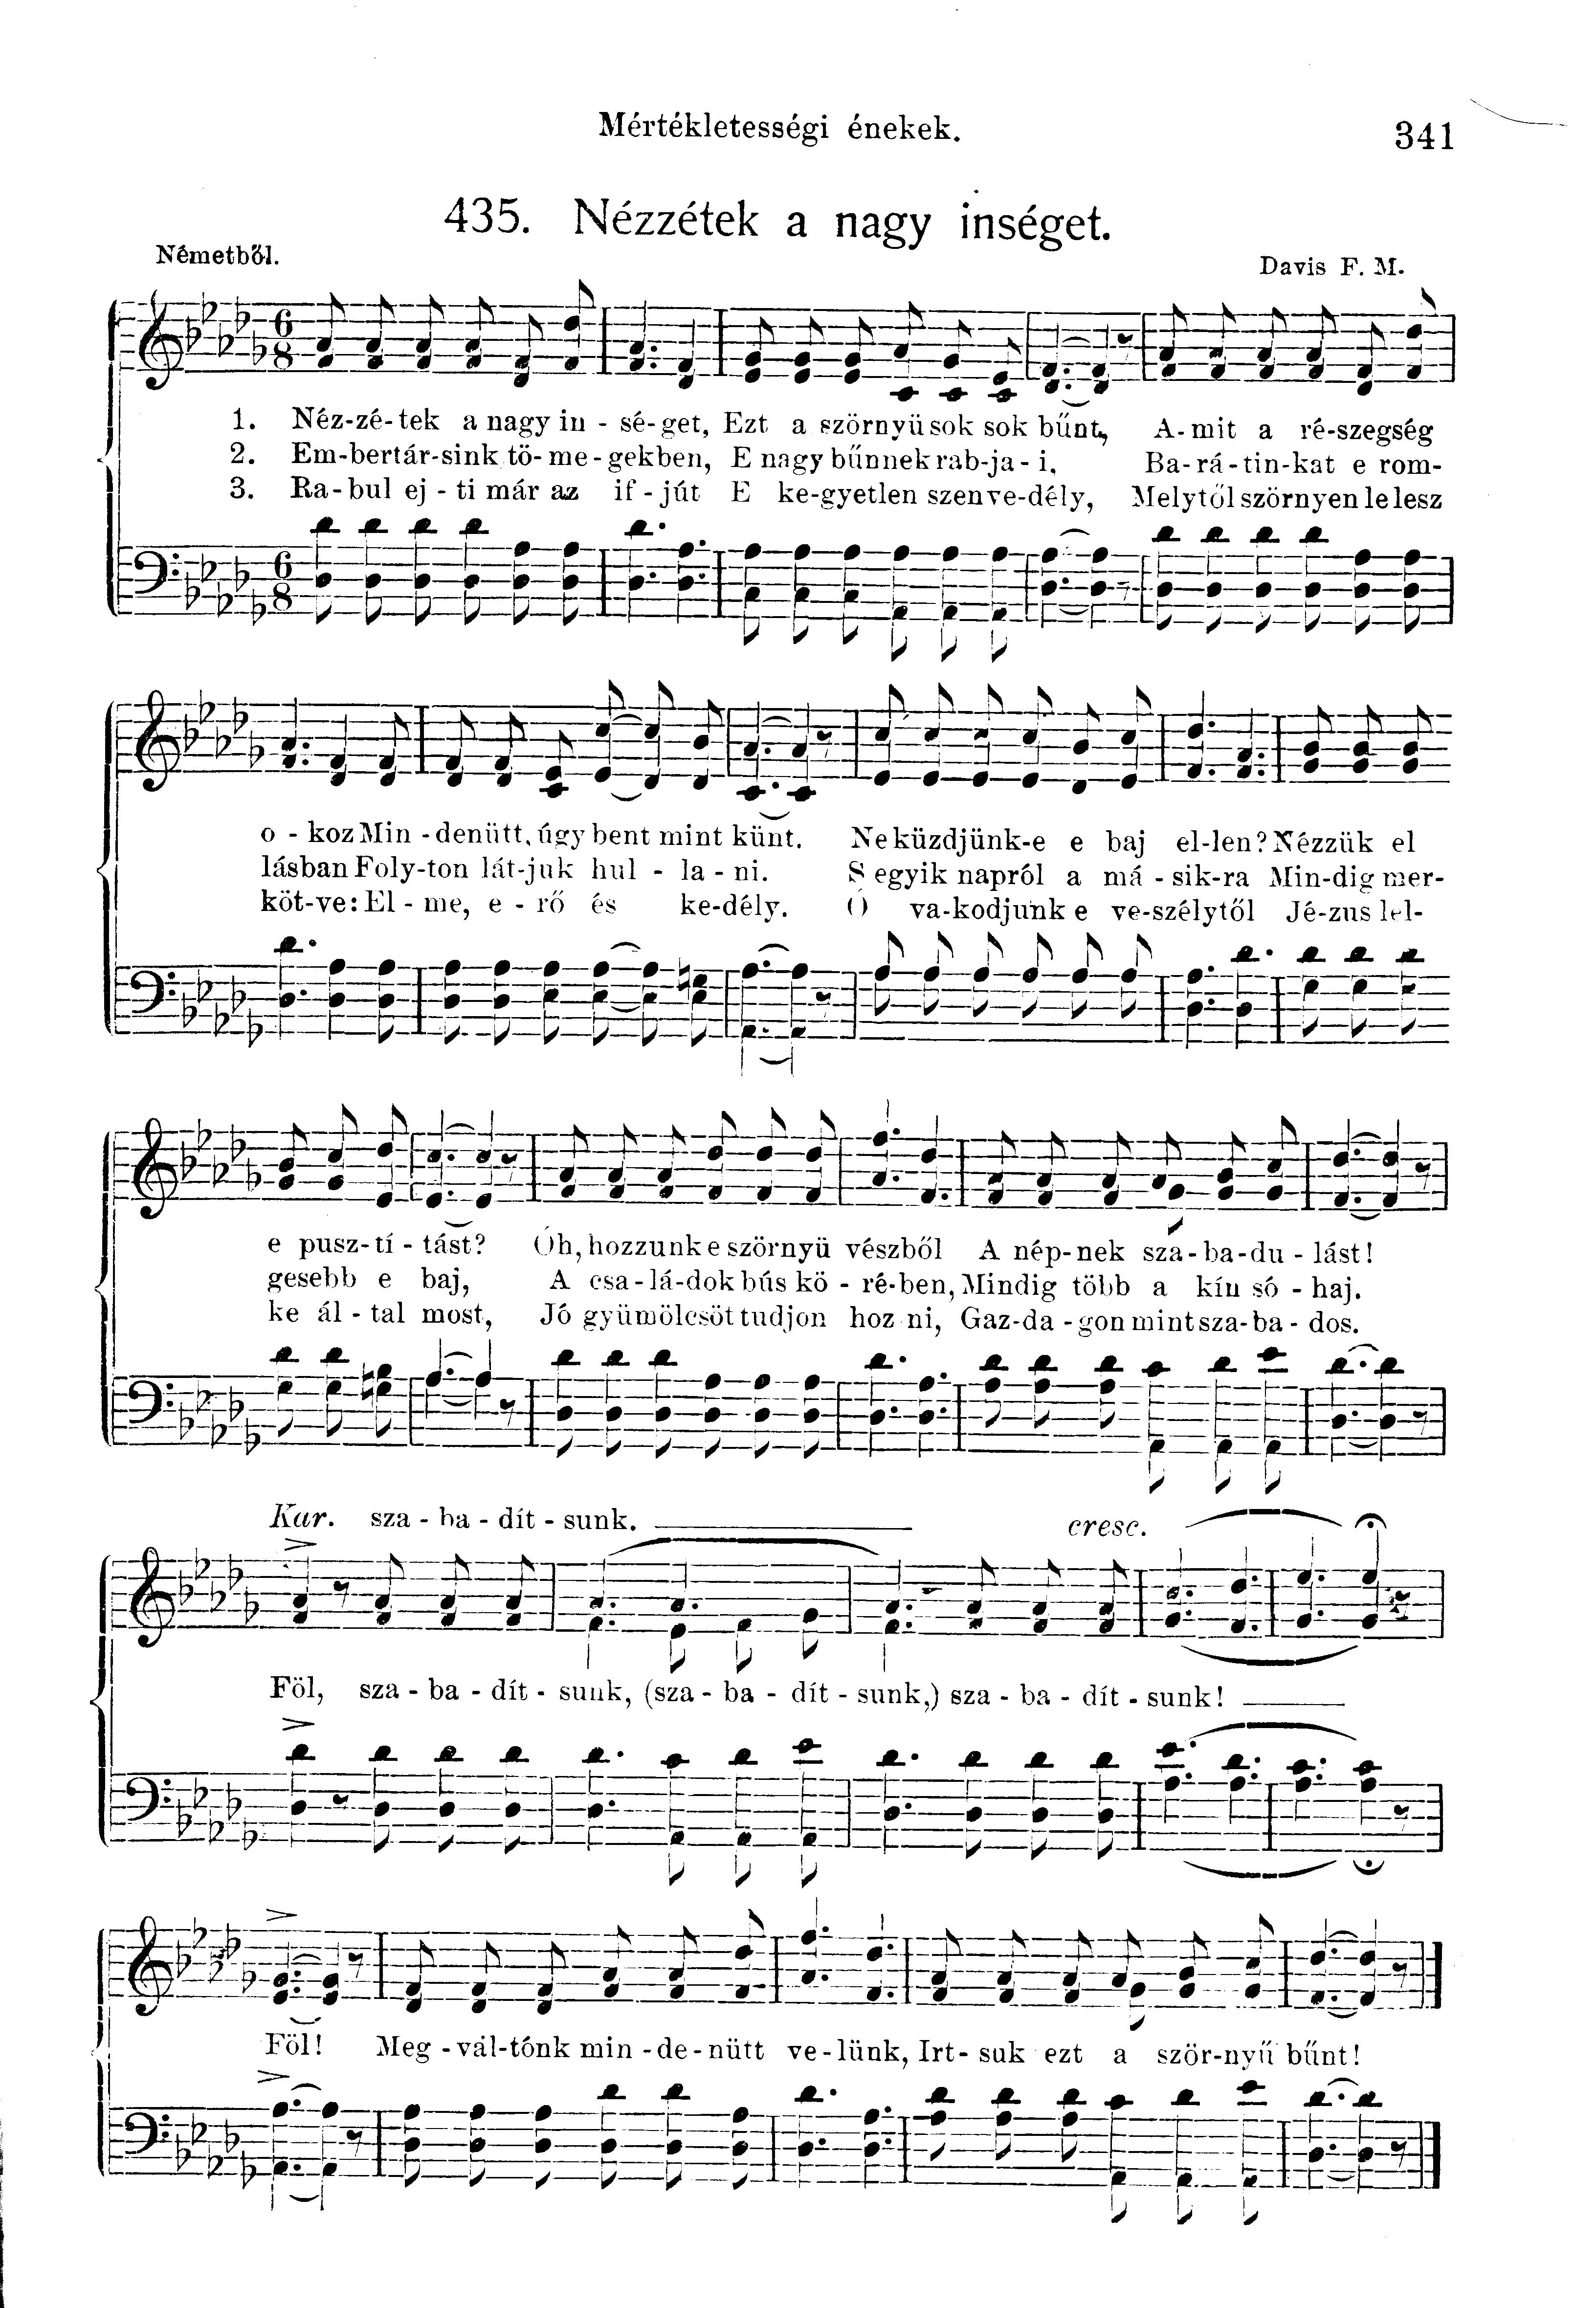 Mértékletességi énekek.
341
435. Nézzétek a nagy inséget.
Németből.
Davis F. M.
1. Néz-zé-tek a nagy in - sé-get, Ezt a szörnyü sok sok bűnt, A-mit a ré-szegség
2. Em-bertár-sink tö-me-gekben, E nagy bűnnek rab-ja-i. Ba-rá-tin-kat e rom-
3. Ra-bul ej-ti már az if-jút E ke-gyetlen szenve-dély, Melytől szörnyen le lesz
o - koz Min - denütt, úgy bent mint künt. Ne küzdjünk-e e baj el-len? Nézzük el
lásban Foly-ton lát-juk hul - la - ni. S egyik napról a má - sik-ra Min-dig mer-
köt-ve: El - me, e - rő és ke-dély. Ó va-kodjunk e ve-szélytől Jé-zus lel-
e pusz-tí - tást? Óh, hozzunk e szörnyü vészből A nép-nek sza-ba-du - lást!
gesebb e baj, A csa-lá-dok bús kö - ré-ben, Mindig több a kín só - haj.
ke ál - tal most, Jó gyümölcsöt tudjon hoz ni, Gaz-da - gon mint sza-ba - dos.
Kar. sza - ba - dít - sunk.
cresc.
Föl, sza - ba - dít - sunk, (sza - ba - dít - sunk,) sza - ba - dít - sunk!
Föl! Meg - vál-tónk min - de - nütt ve - lünk, Irt - suk ezt a ször-nyű bűnt!